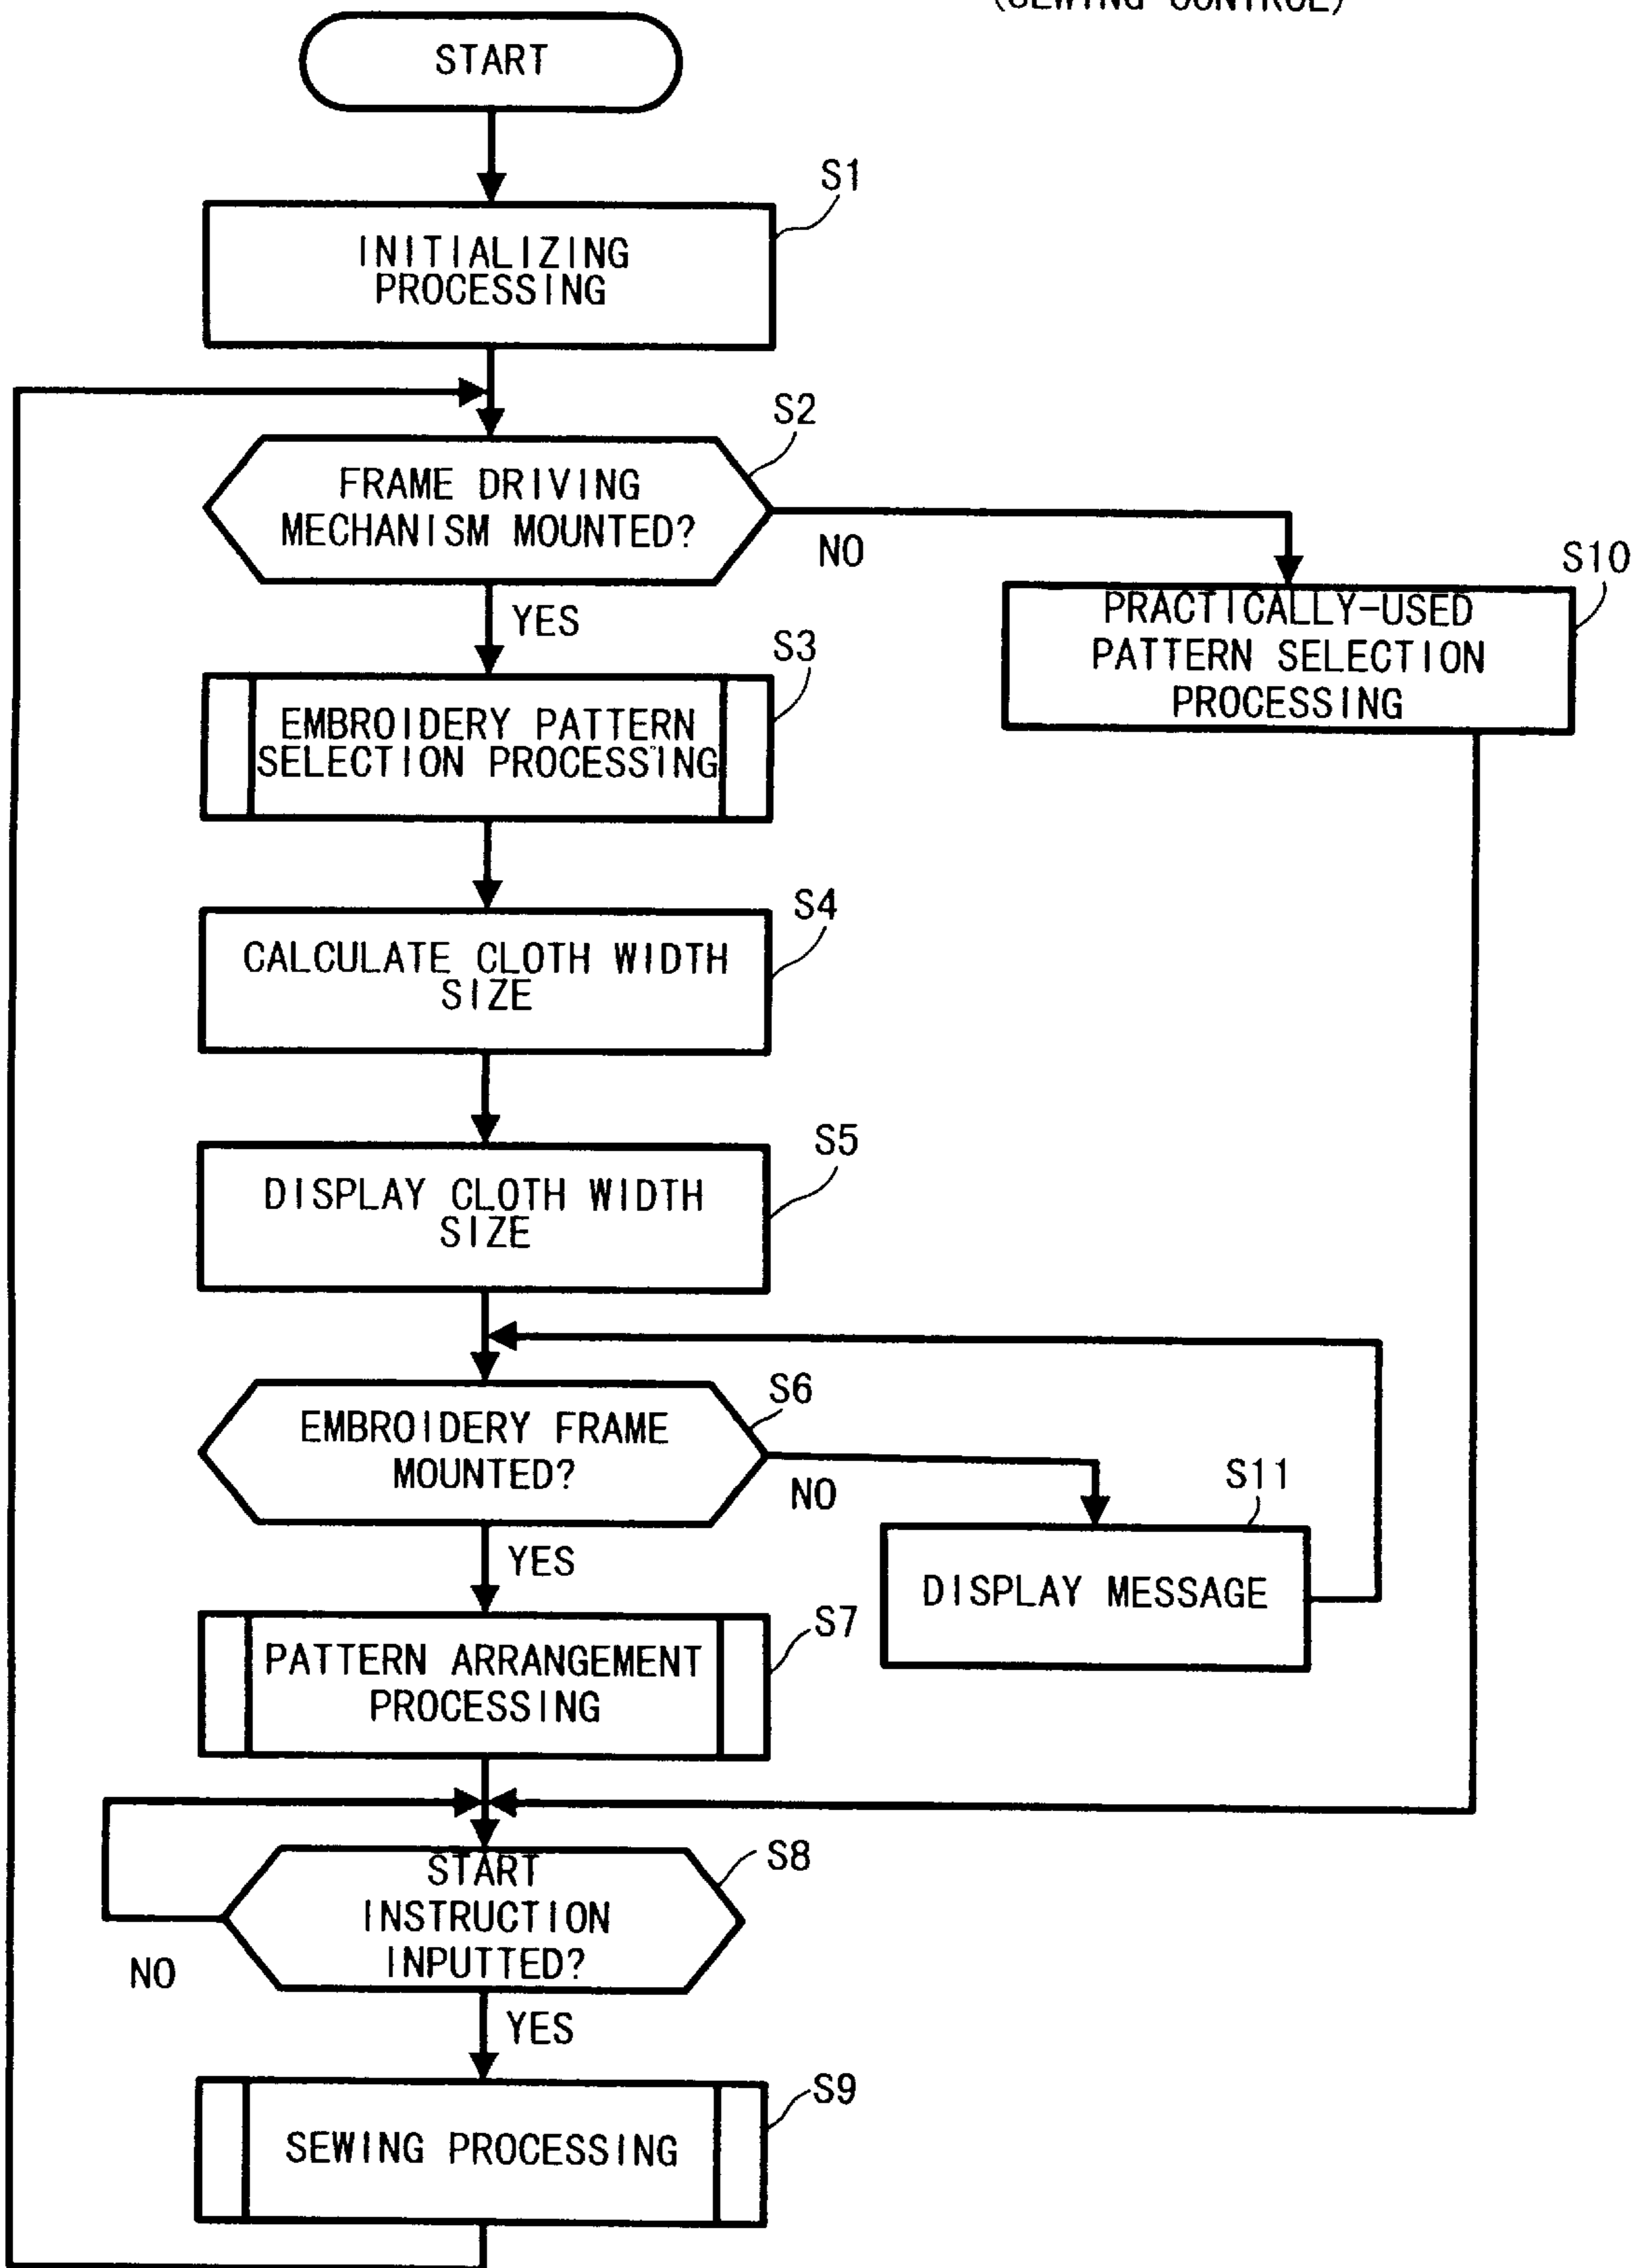 (SEWING CONTROL)
START
S1
INITIALIZING
PROCESSING
S2
FRAME DRIVING
MECHANISM MOUNTED?
NO
YES
S10
PRACTICALLY-USED
PATTERN SELECTION
PROCESSING
S3
EMBROIDERY PATTERN
SELECTION PROCESSING
S4
CALCULATE CLOTH WIDTH
SIZE
S5
DISPLAY CLOTH WIDTH
SIZE
S6
EMBROIDERY FRAME
MOUNTED?
NO
YES
S11
DISPLAY MESSAGE
S7
PATTERN ARRANGEMENT
PROCESSING
S8
START
INSTRUCTION
INPUTTED?
NO
YES
S9
SEWING PROCESSING